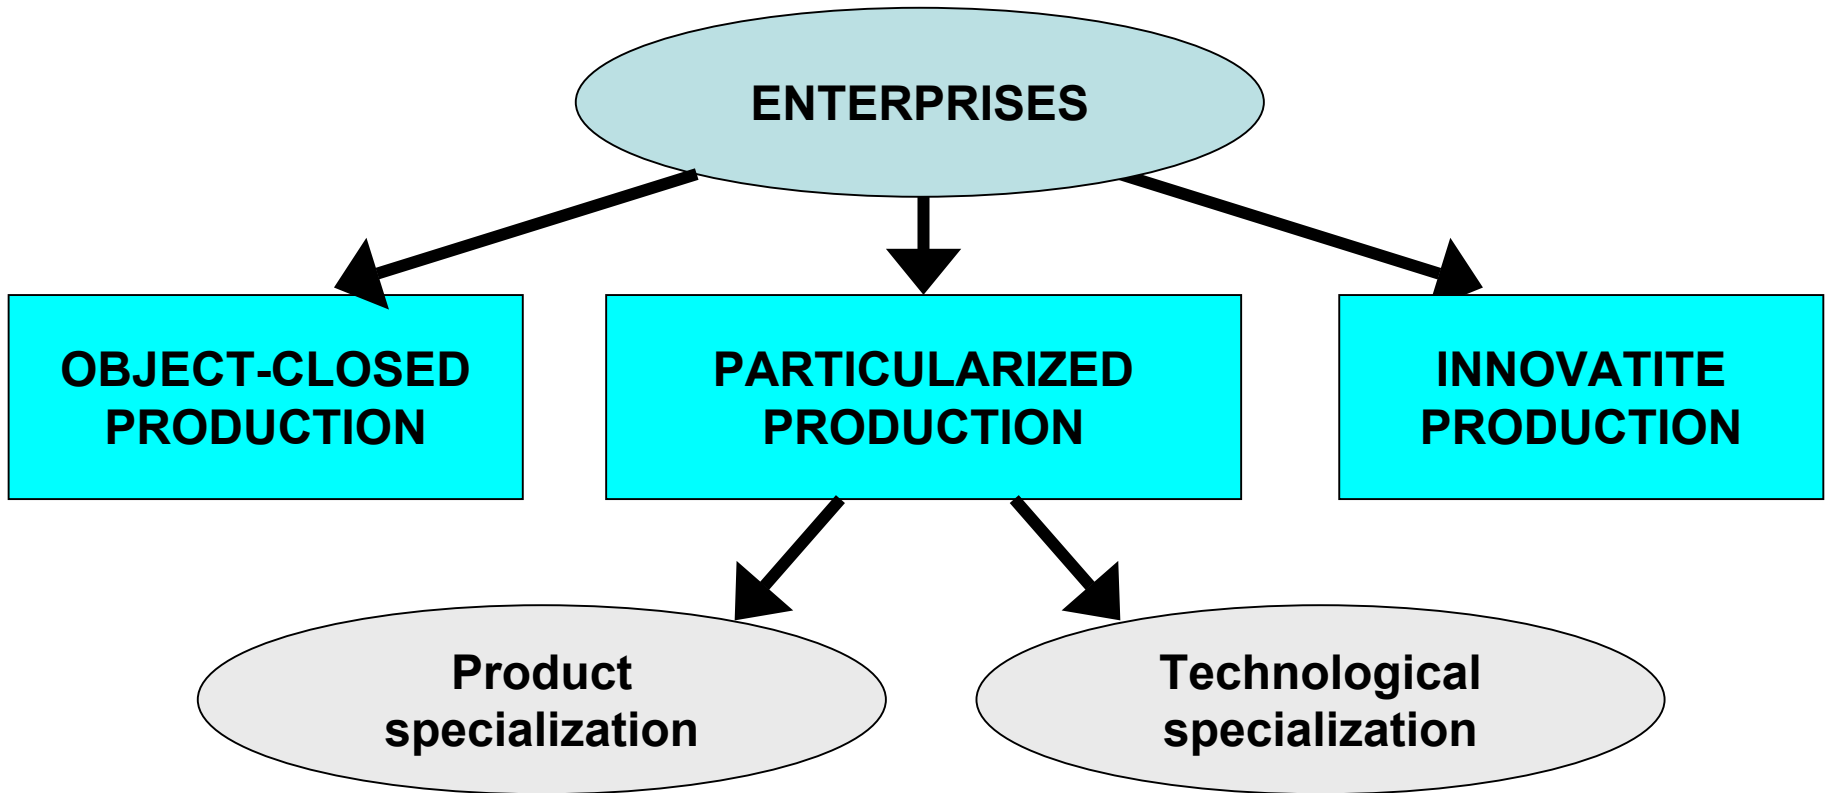 ENTERPRISES
OBJECT-CLOSED
PRODUCTION
PARTICULARIZED
PRODUCTION
INNOVATITE
PRODUCTION
Product
specialization
Technological
specialization